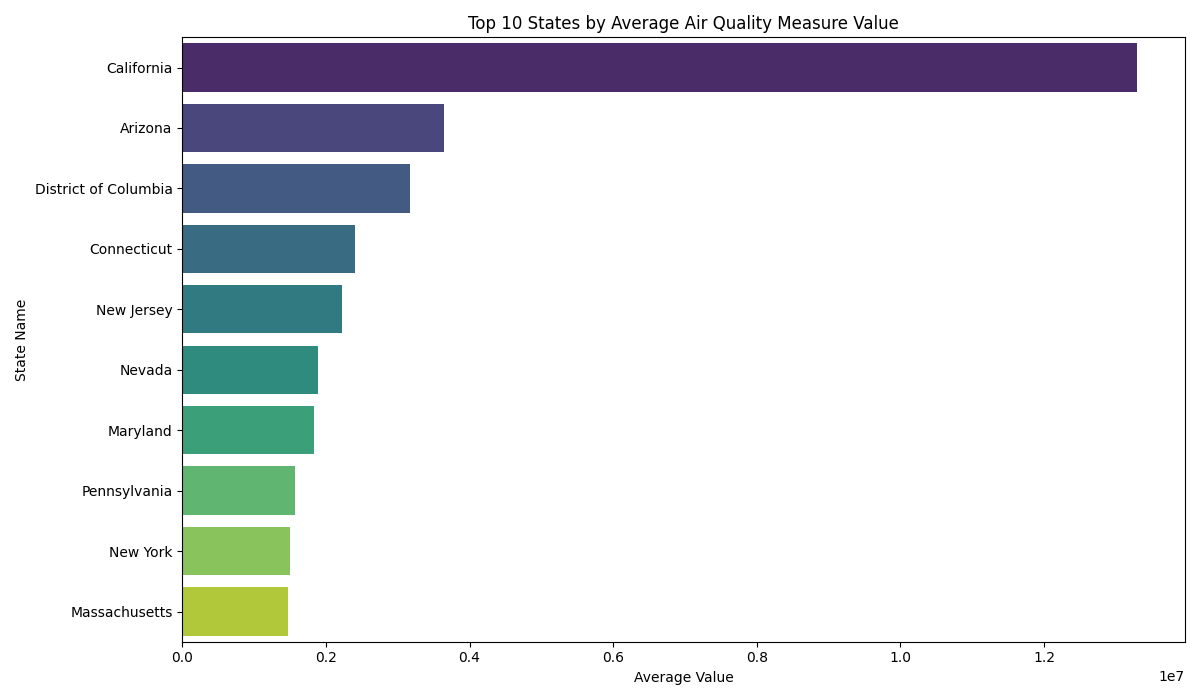 Top 10 States by Average Air Quality Measure Value
State Name
California
Arizona
District of Columbia
Connecticut
New Jersey
Nevada
Maryland
Pennsylvania
New York
Massachusetts
0.0 0.2 0.4 0.6 0.8 1.0 1.2
1e7
Average Value